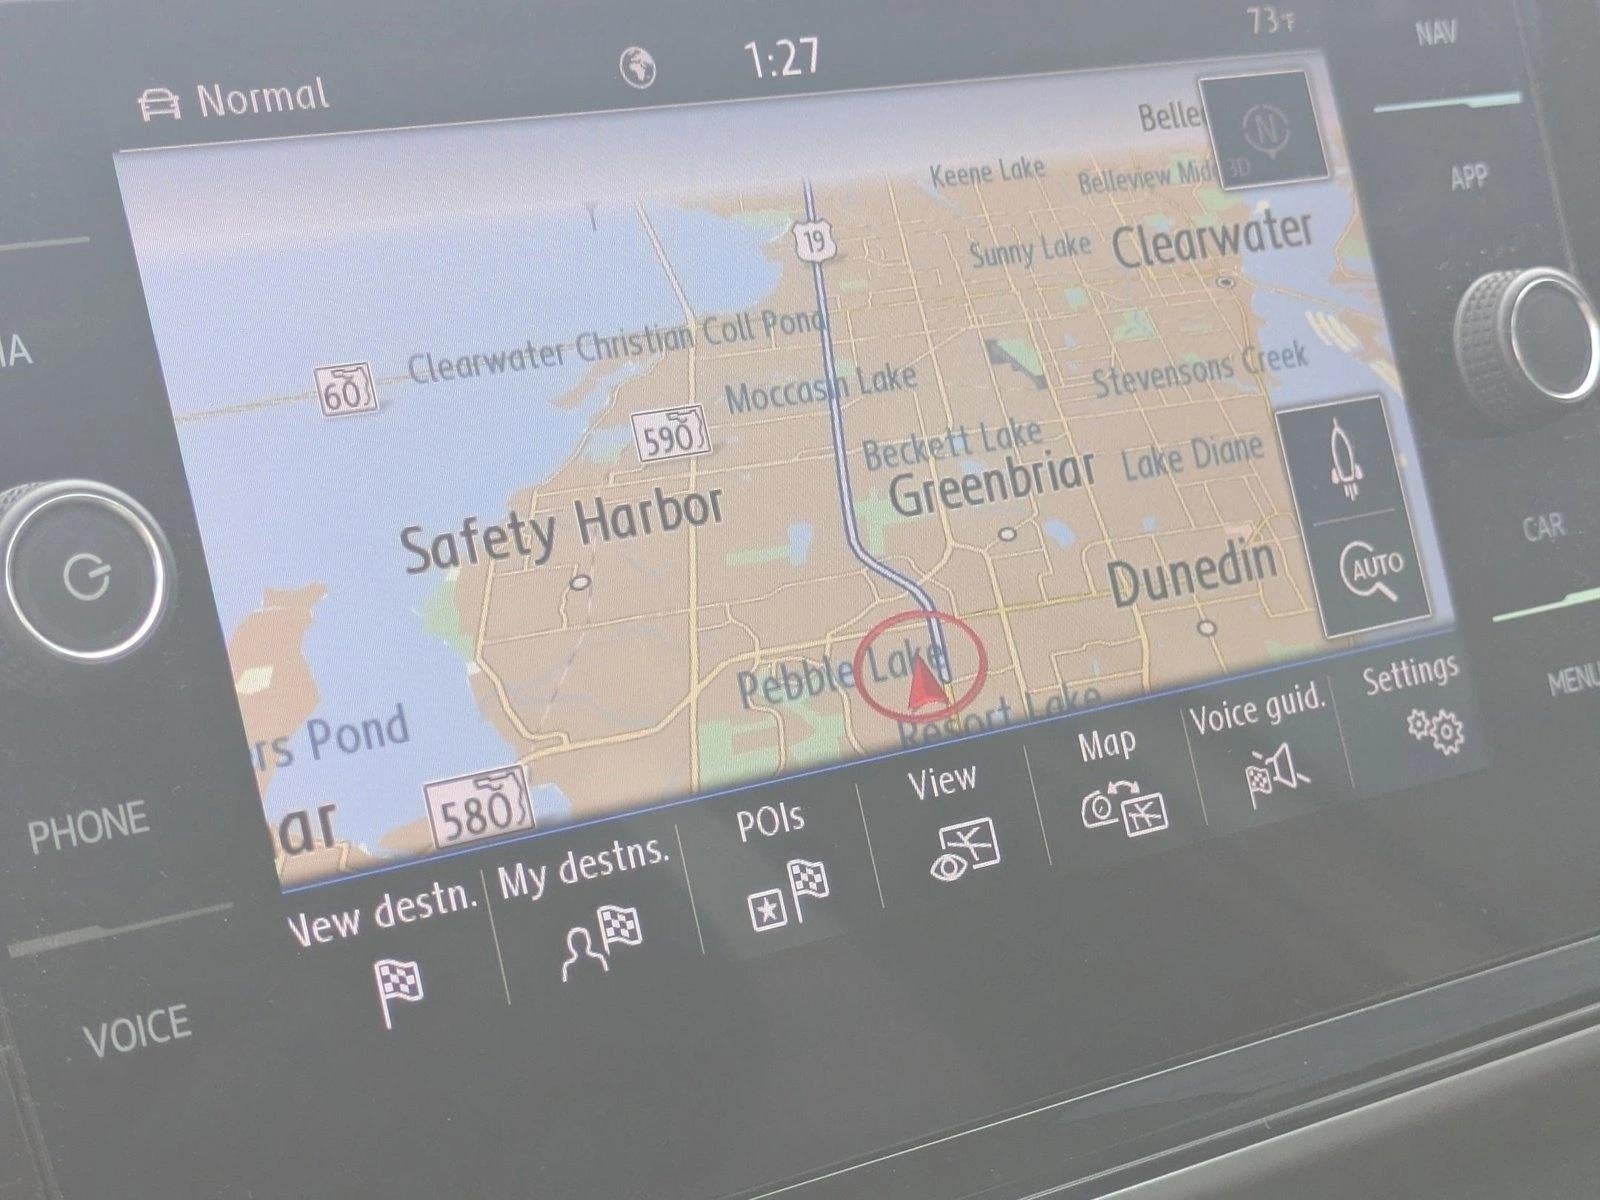 Normal
1:27
73°F
NAV
Belle
N
3D
Keene Lake
Belleview
APP
19
Sunny Lake
Clearwater
60
Clearwater Christian Coll Pond
590
Moccasin Lake
Stevensons Creek
IA
Beckett Lake
Greenbriar
Lake Diane
Safety Harbor
Dunedin
AUTO
CAR
Pebble Lake
Resort Lake
rs Pond
ar
580
MENU
PHONE
New destn.
My destns.
POIs
View
Map
Voice guid.
Settings
VOICE